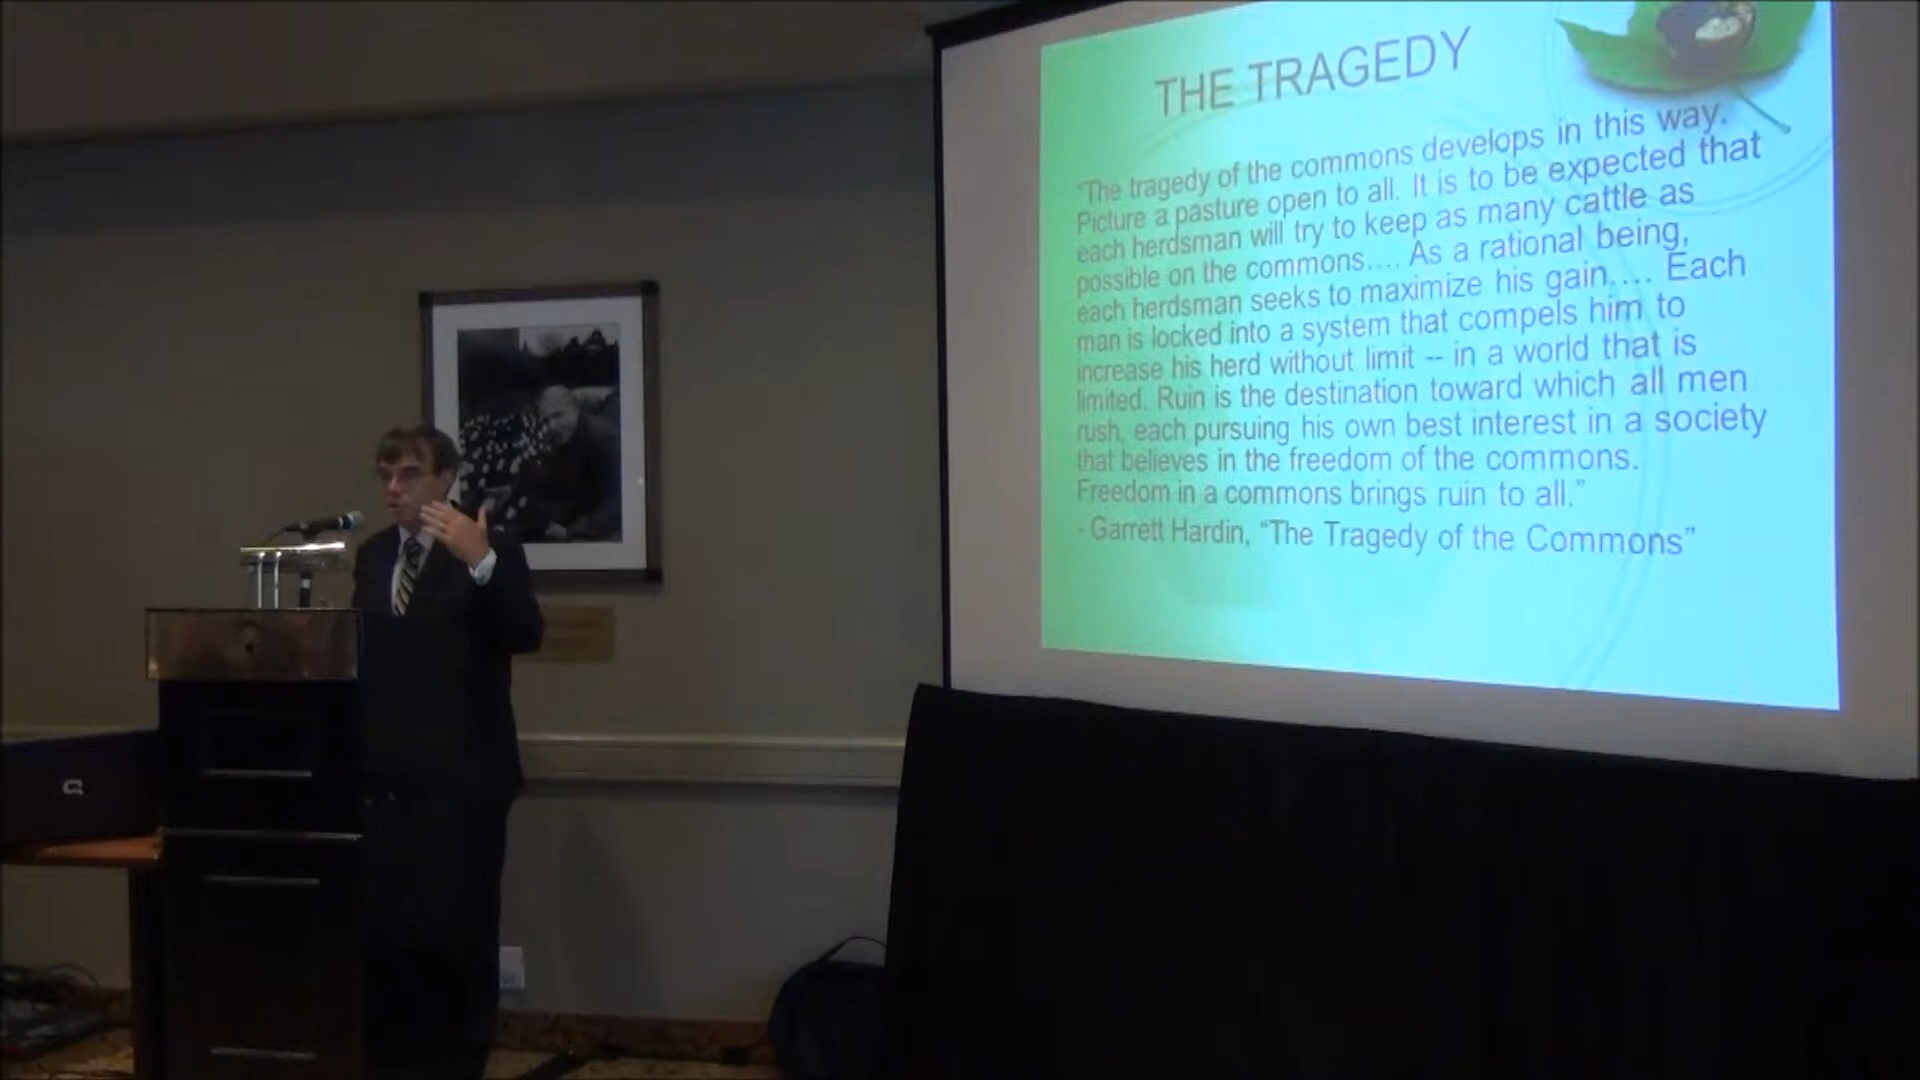 THE TRAGEDY
"The tragedy of the commons develops in this way.
Picture a pasture open to all. It is to be expected that
each herdsman will try to keep as many cattle as
possible on the commons.... As a rational being,
each herdsman seeks to maximize his gain.... Each
man is locked into a system that compels him to
increase his herd without limit -- in a world that is
limited. Ruin is the destination toward which all men
rush, each pursuing his own best interest in a society
that believes in the freedom of the commons.
Freedom in a commons brings ruin to all."
- Garrett Hardin, "The Tragedy of the Commons"